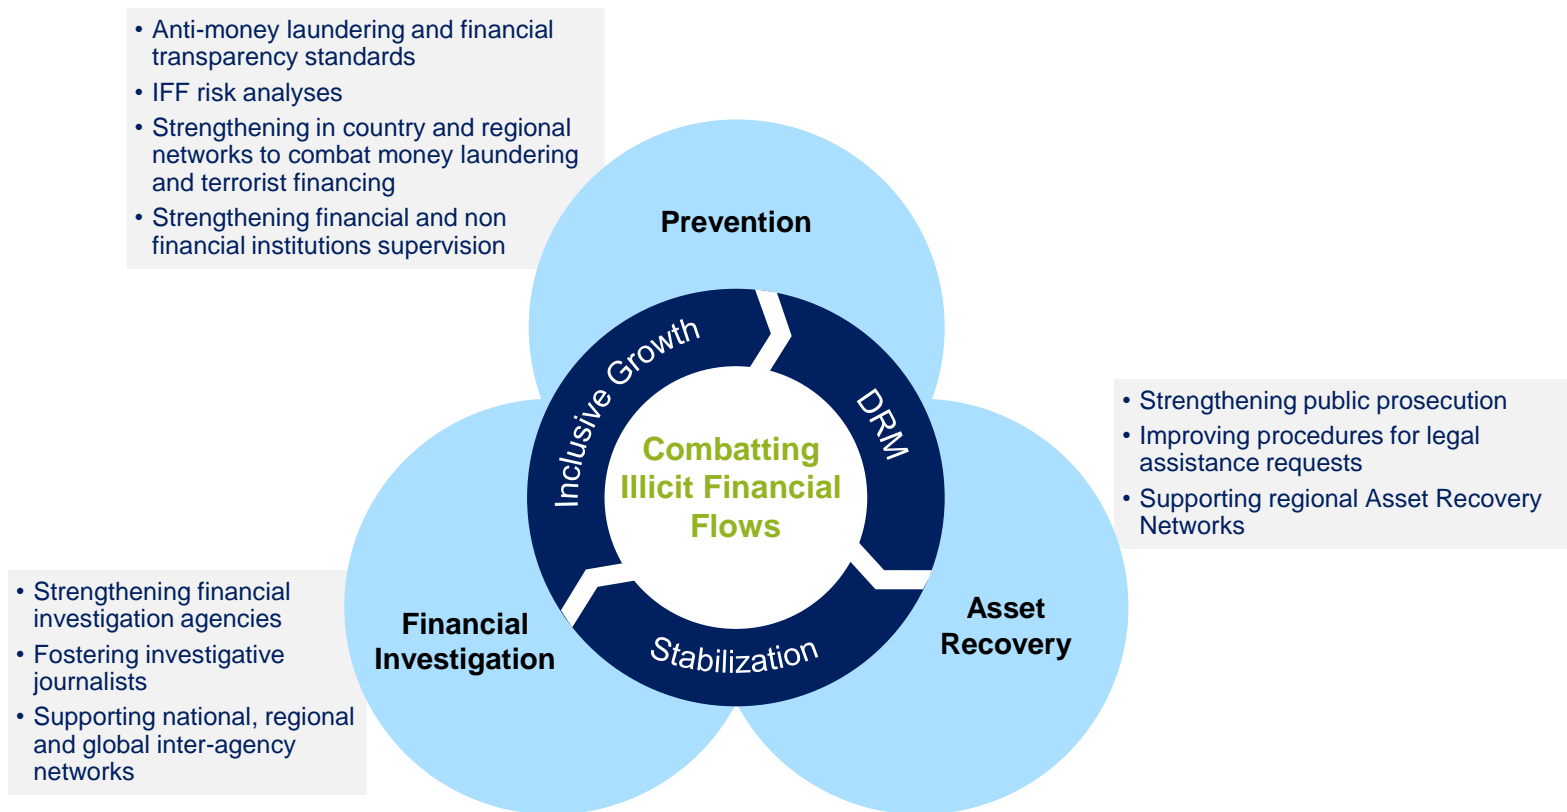 • Anti-money laundering and financial
transparency standards
• IFF risk analyses
• Strengthening in country and regional
networks to combat money laundering
and terrorist financing
• Strengthening financial and non
financial institutions supervision
Prevention
Inclusive Growth
DRM
Stabilization
Combatting
Illicit Financial
Flows
• Strengthening public prosecution
• Improving procedures for legal
assistance requests
• Supporting regional Asset Recovery
Networks
Asset
Recovery
Financial
Investigation
• Strengthening financial
investigation agencies
• Fostering investigative
journalists
• Supporting national, regional
and global inter-agency
networks